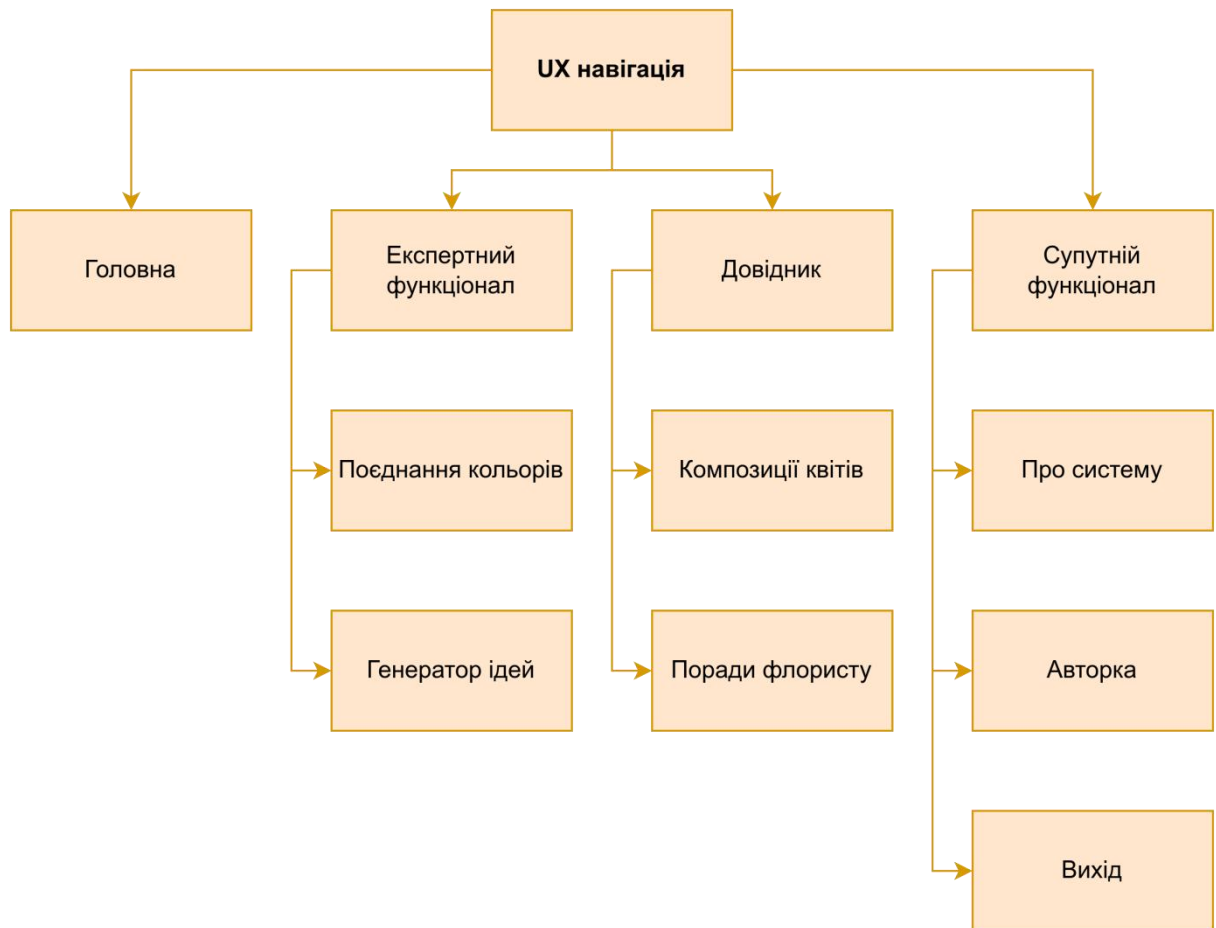 UX навігація
Головна
Експертний
функціонал
Довідник
Супутній
функціонал
Поєднання кольорів
Композиції квітів
Про систему
Генератор ідей
Поради флористу
Авторка
Вихід